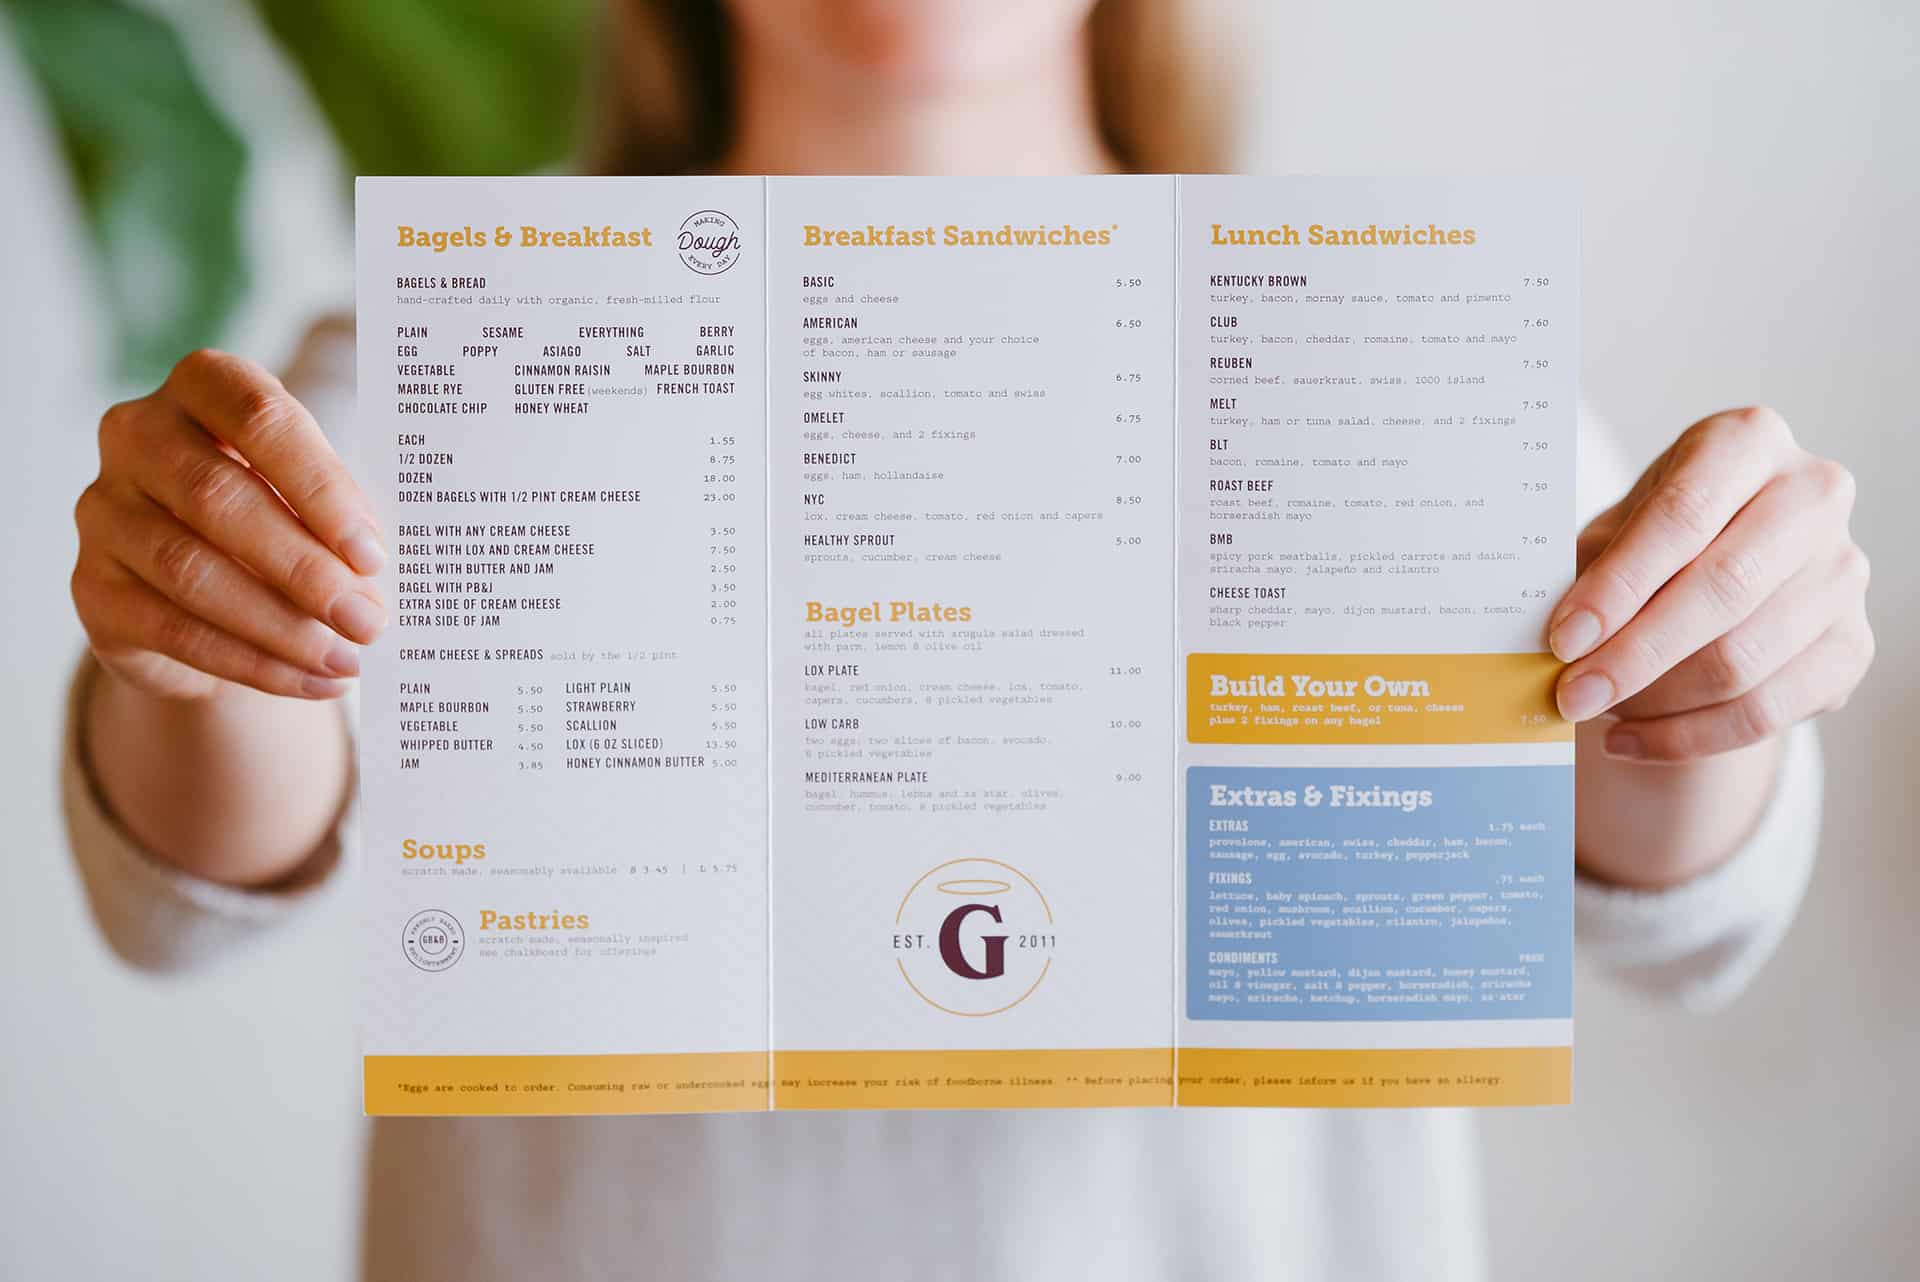 Bagels & Breakfast
MAKING
Dough
EVERY DAY
BAGELS & BREAD
hand-crafted daily with organic, fresh-milled flour
PLAIN SESAME EVERYTHING BERRY
EGG POPPY ASIAGO SALT GARLIC
VEGETABLE CINNAMON RAISIN MAPLE BOURBON
MARBLE RYE GLUTEN FREE (weekends) FRENCH TOAST
CHOCOLATE CHIP HONEY WHEAT
EACH 1.55
1/2 DOZEN 8.75
DOZEN 18.00
DOZEN BAGELS WITH 1/2 PINT CREAM CHEESE 23.00
BAGEL WITH ANY CREAM CHEESE 3.50
BAGEL WITH LOX AND CREAM CHEESE 7.50
BAGEL WITH BUTTER AND JAM 2.50
BAGEL WITH PB&J 3.50
EXTRA SIDE OF CREAM CHEESE 2.00
EXTRA SIDE OF JAM 0.75
CREAM CHEESE & SPREADS sold by the 1/2 pint
PLAIN 5.50 LIGHT PLAIN 5.50
MAPLE BOURBON 5.50 STRAWBERRY 5.50
VEGETABLE 5.50 SCALLION 5.50
WHIPPED BUTTER 4.50 LOX (6 OZ SLICED) 13.50
JAM 3.85 HONEY CINNAMON BUTTER 5.00
Soups
scratch made, seasonably available 8 3.45 | L 5.75
FRESHLY BAKED
GB&B
ENLIGHTENMENT
Pastries
scratch made, seasonally inspired
see chalkboard for offerings
Breakfast Sandwiches*
BASIC 5.50
eggs and cheese
AMERICAN 6.50
eggs, american cheese and your choice
of bacon, ham or sausage
SKINNY 6.75
egg whites, scallion, tomato and swiss
OMELET 6.75
eggs, cheese, and 2 fixings
BENEDICT 7.00
eggs, ham, hollandaise
NYC 8.50
lox, cream cheese, tomato, red onion and capers
HEALTHY SPROUT 5.00
sprouts, cucumber, cream cheese
Bagel Plates
all plates served with arugula salad dressed
with parm, lemon & olive oil
LOX PLATE 11.00
bagel, red onion, cream cheese, lox, tomato,
capers, cucumbers, & pickled vegetables
LOW CARB 10.00
two eggs, two slices of bacon, avocado,
& pickled vegetables
MEDITERRANEAN PLATE 9.00
bagel, hummus, lebna and za'atar, olives,
cucumber, tomato, & pickled vegetables
EST. G 2011
Lunch Sandwiches
KENTUCKY BROWN 7.50
turkey, bacon, mornay sauce, tomato and pimento
CLUB 7.60
turkey, bacon, cheddar, romaine, tomato and mayo
REUBEN 7.50
corned beef, sauerkraut, swiss, 1000 island
MELT 7.50
turkey, ham or tuna salad, cheese, and 2 fixings
BLT 7.50
bacon, romaine, tomato and mayo
ROAST BEEF 7.50
roast beef, romaine, tomato, red onion, and
horseradish mayo
BMB 7.60
spicy pork meatballs, pickled carrots and daikon,
sriracha mayo, jalapeño and cilantro
CHEESE TOAST 6.25
sharp cheddar, mayo, dijon mustard, bacon, tomato,
black pepper
Build Your Own
turkey, ham, roast beef, or tuna, cheese
plus 2 fixings on any bagel 7.50
Extras & Fixings
EXTRAS 1.75 each
provolone, american, swiss, cheddar, ham, bacon,
sausage, egg, avocado, turkey, pepperjack
FIXINGS .75 each
lettuce, baby spinach, sprouts, green pepper, tomato,
red onion, mushroom, scallion, cucumber, capers,
olives, pickled vegetables, cilantro, jalapeños,
sauerkraut
CONDIMENTS FREE
mayo, yellow mustard, dijon mustard, honey mustard,
oil & vinegar, salt & pepper, horseradish, sriracha
mayo, sriracha, ketchup, horseradish mayo, za'atar
*Eggs are cooked to order. Consuming raw or undercooked eggs may increase your risk of foodborne illness. ** Before placing your order, please inform us if you have an allergy.